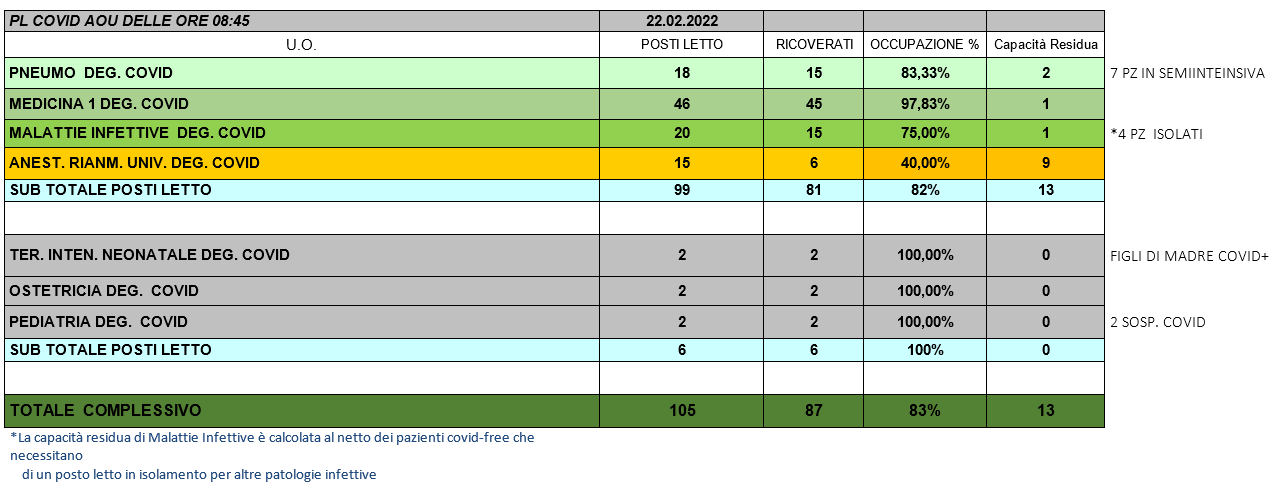 PL COVID AOU DELLE ORE 08:45 22.02.2022
U.O. POSTI LETTO RICOVERATI OCCUPAZIONE % Capacità Residua
PNEUMO DEG. COVID 18 15 83,33% 2 7 PZ IN SEMIINTEINSIVA
MEDICINA 1 DEG. COVID 46 45 97,83% 1
MALATTIE INFETTIVE DEG. COVID 20 15 75,00% 1 *4 PZ ISOLATI
ANEST. RIANM. UNIV. DEG. COVID 15 6 40,00% 9
SUB TOTALE POSTI LETTO 99 81 82% 13
TER. INTEN. NEONATALE DEG. COVID 2 2 100,00% 0 FIGLI DI MADRE COVID+
OSTETRICIA DEG. COVID 2 2 100,00% 0
PEDIATRIA DEG. COVID 2 2 100,00% 0 2 SOSP. COVID
SUB TOTALE POSTI LETTO 6 6 100% 0
TOTALE COMPLESSIVO 105 87 83% 13
*La capacità residua di Malattie Infettive è calcolata al netto dei pazienti covid-free che
necessitano
di un posto letto in isolamento per altre patologie infettive